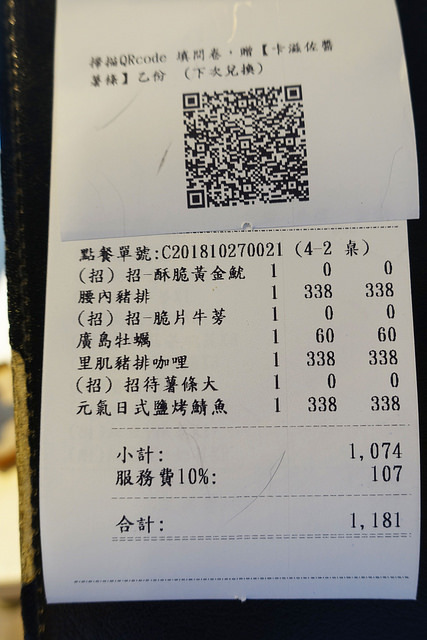 掃描QRcode 填問卷，贈【卡滋佐醬
薯條】乙份 （下次兌換）
點餐單號:C201810270021 (4-2 桌)
(招) 招-酥脆黃金魷 1 0 0
腰內豬排 1 338 338
(招) 招-脆片牛蒡 1 0 0
廣島牡蠣 1 60 60
里肌豬排咖哩 1 338 338
(招) 招待薯條大 1 0 0
元氣日式鹽烤鯖魚 1 338 338
小計: 1,074
服務費10%: 107
合計: 1,181